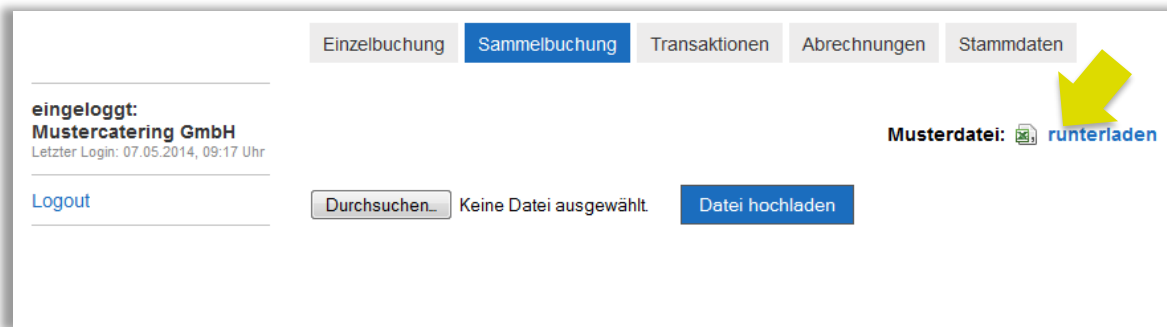 Einzelbuchung Sammelbuchung Transaktionen Abrechnungen Stammdaten
eingeloggt:
Mustercatering GmbH
Letzter Login: 07.05.2014, 09:17 Uhr
Musterdatei: runterladen
Logout
Durchsuchen... Keine Datei ausgewählt. Datei hochladen